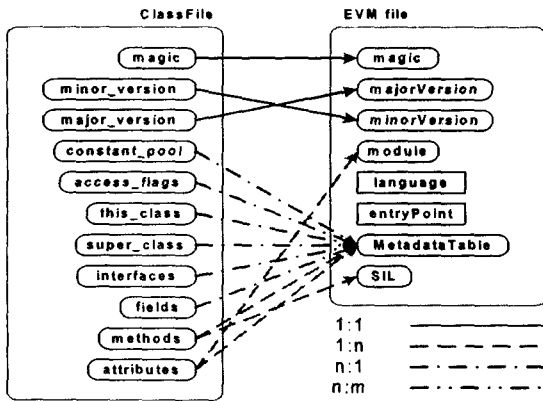 ClassFile
EVM file
magic
minor_version
major_version
constant_pool
access_flags
this_class
super_class
interfaces
fields
methods
attributes
magic
majorVersion
minorVersion
module
language
entryPoint
MetadataTable
SIL
1:1
1:n
n:1
n:m